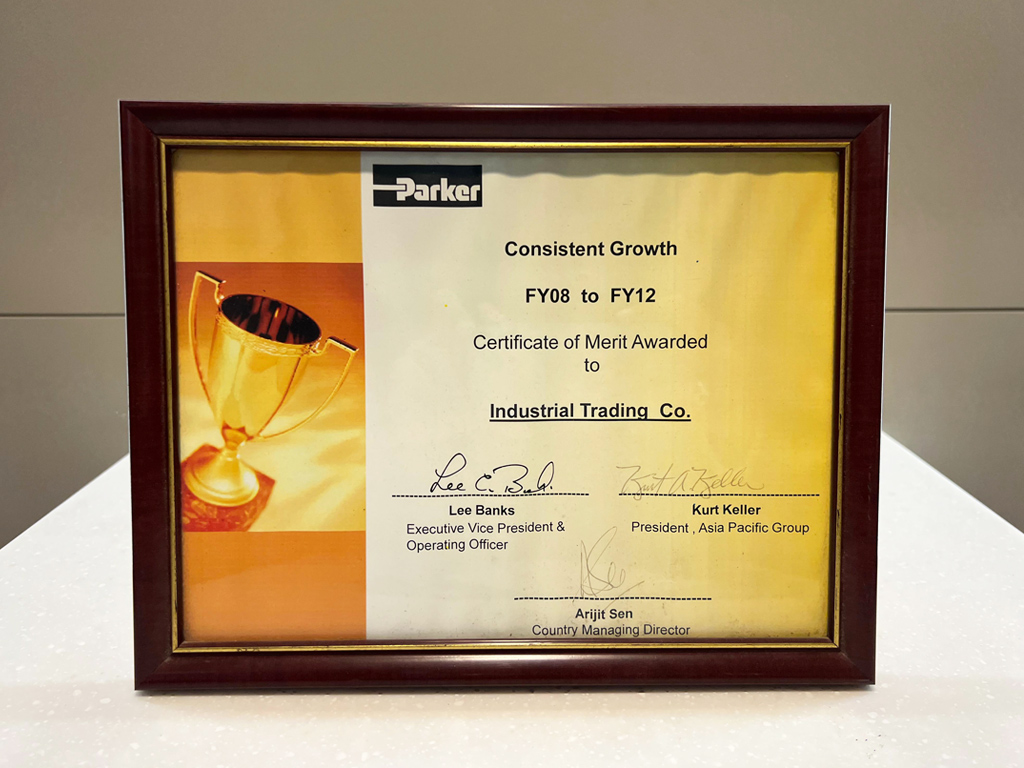 Parker
Consistent Growth
FY08 to FY12
Certificate of Merit Awarded
to
Industrial Trading Co.
Lee Banks
Executive Vice President &
Operating Officer
Kurt Keller
President , Asia Pacific Group
Arijit Sen
Country Managing Director